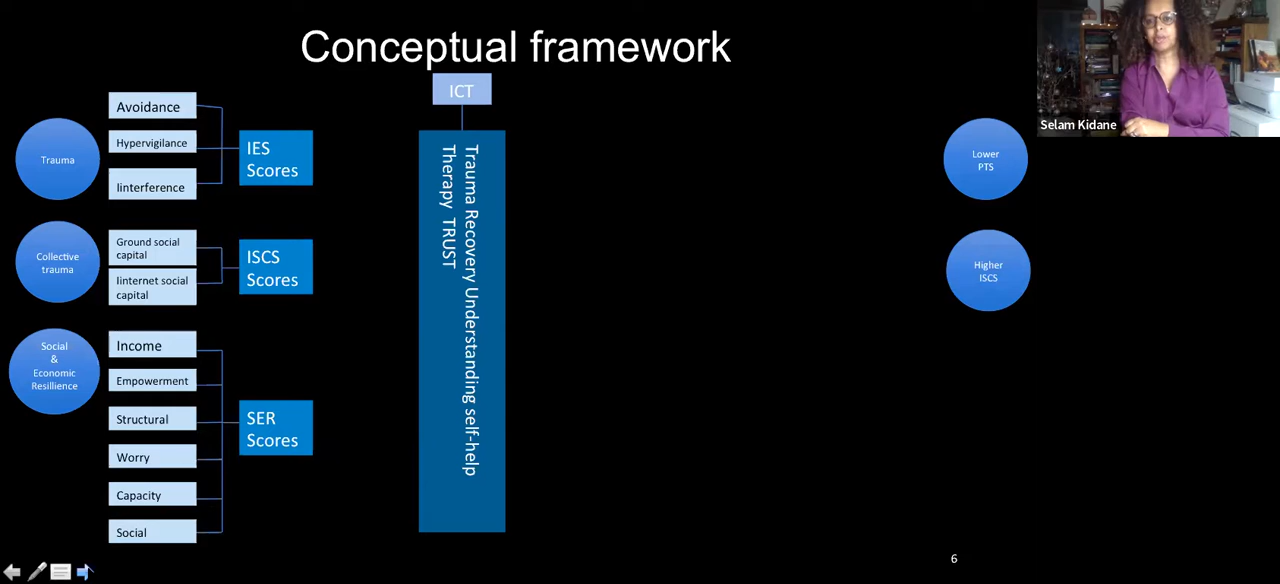 Conceptual framework
Selam Kidane
ICT
Trauma
Avoidance
Hypervigilance
Iinterference
IES
Scores
Collective
trauma
Ground social
capital
Iinternet social
capital
ISCS
Scores
Social
&
Economic
Resillience
Income
Empowerment
Structural
Worry
Capacity
Social
SER
Scores
Trauma Recovery Understanding self-help
Therapy TRUST
Lower
PTS
Higher
ISCS
6